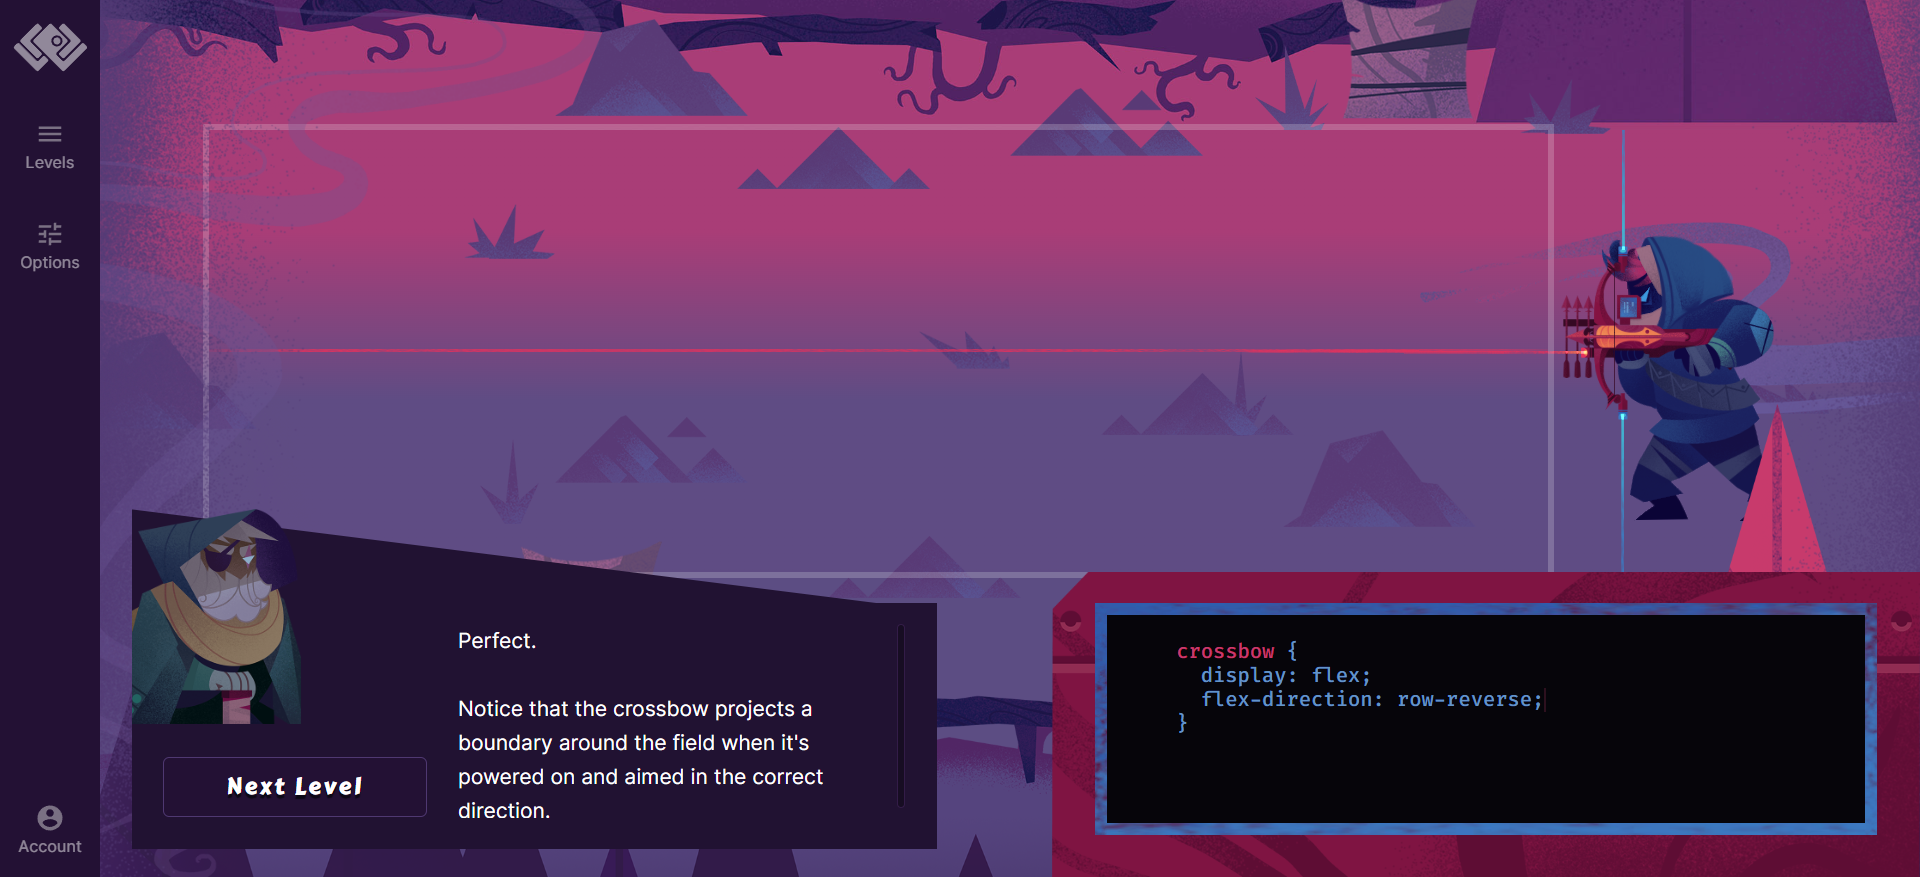 Levels
Options
Account
Perfect.
Notice that the crossbow projects a
boundary around the field when it's
powered on and aimed in the correct
direction.
Next Level
crossbow {
  display: flex;
  flex-direction: row-reverse;
}